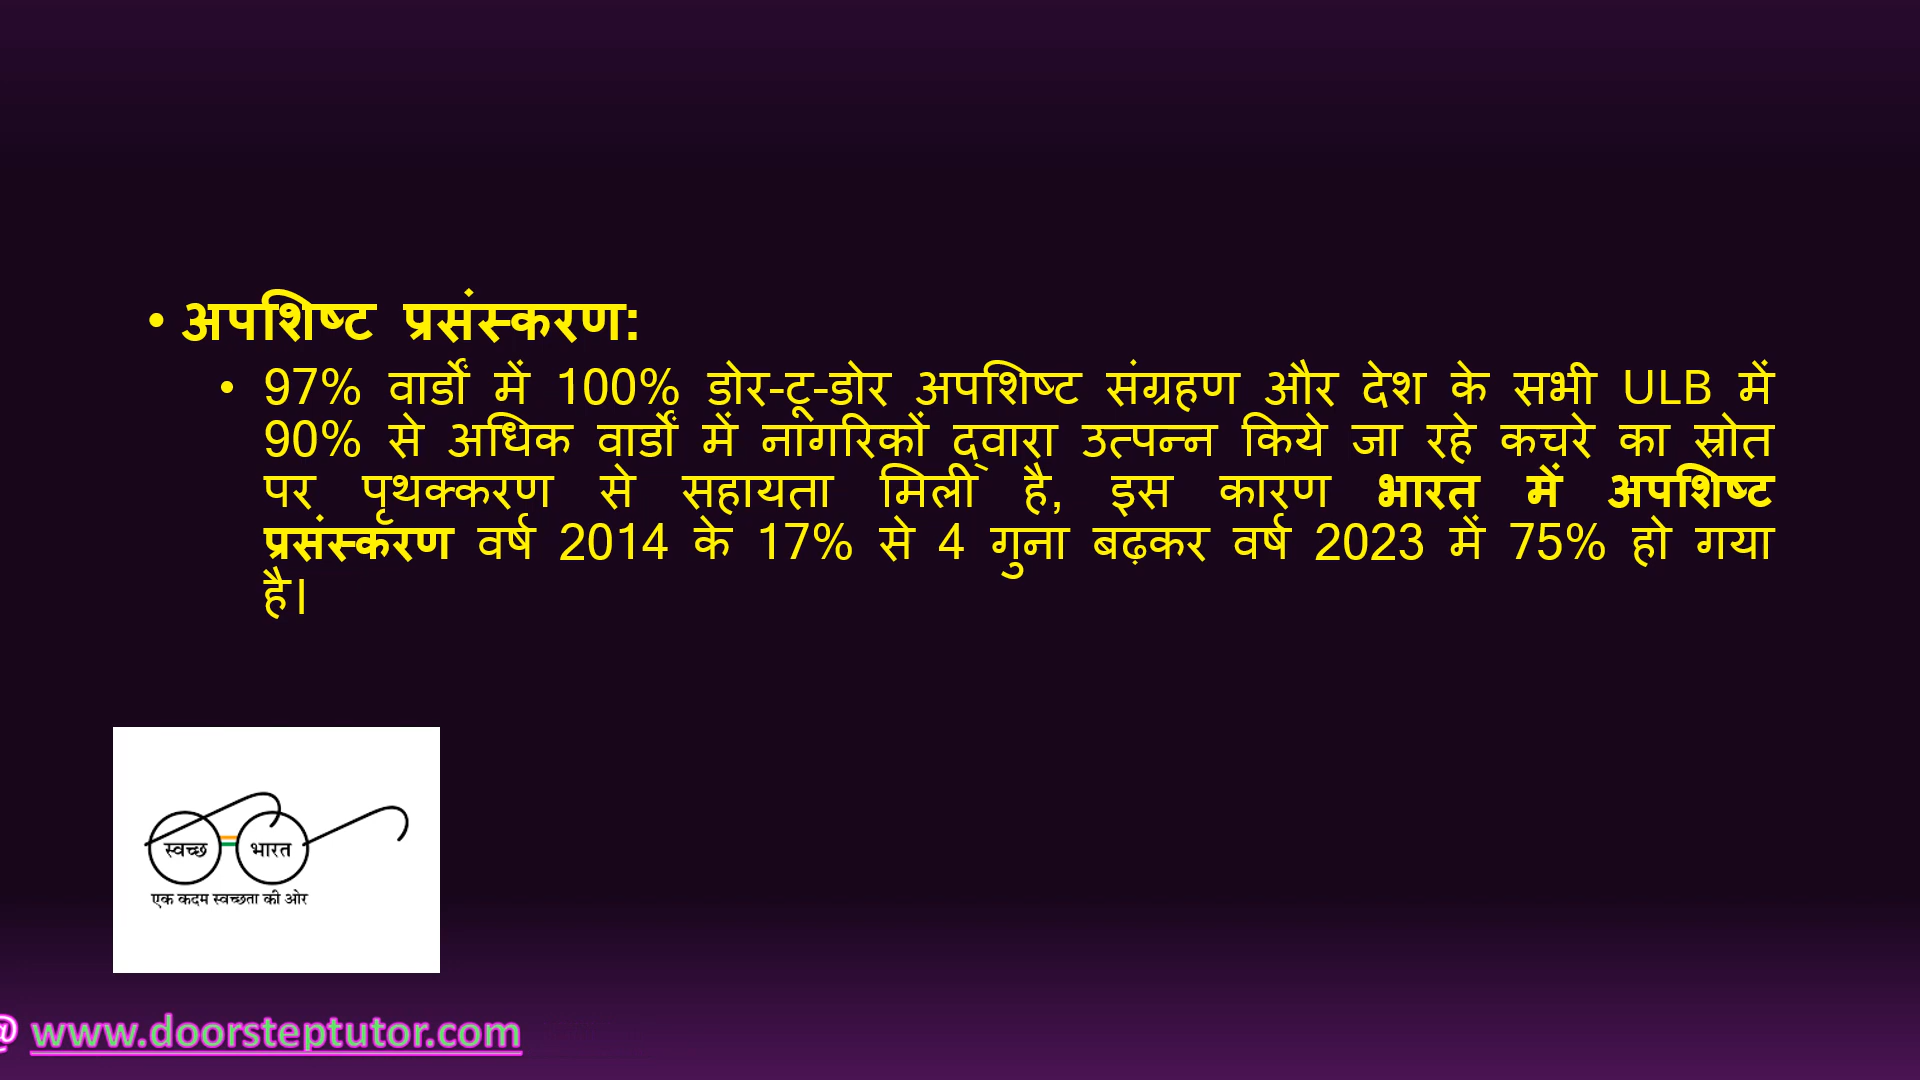 • अपशिष्ट प्रसंस्करण:
• 97% वार्डों में 100% डोर-टू-डोर अपशिष्ट संग्रहण और देश के सभी ULB में
90% से अधिक वार्डों में नागरिकों द्वारा उत्पन्न किये जा रहे कचरे का स्रोत
पर पृथक्करण से सहायता मिली है, इस कारण भारत में अपशिष्ट
प्रसंस्करण वर्ष 2014 के 17% से 4 गुना बढ़कर वर्ष 2023 में 75% हो गया
है।
स्वच्छ भारत
एक कदम स्वच्छता की ओर
@ www.doorsteptutor.com